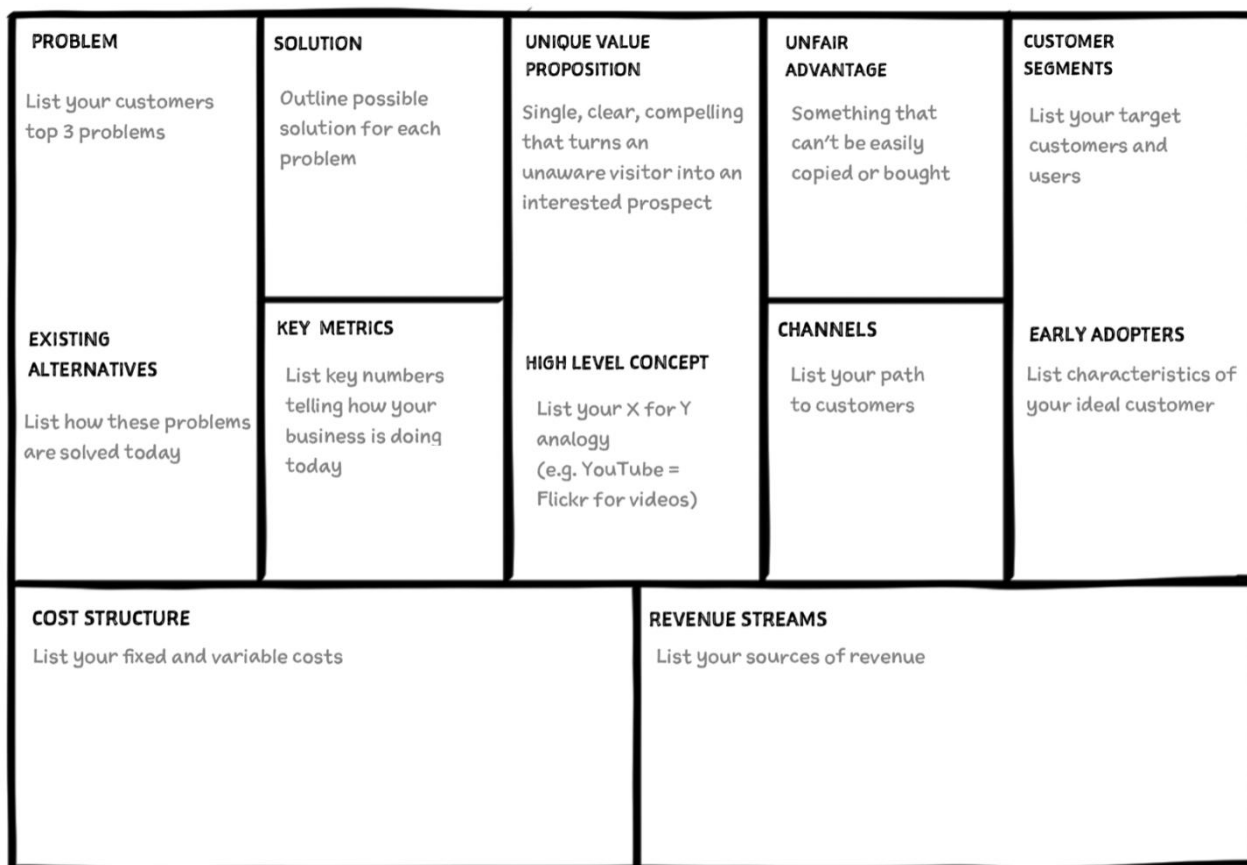 PROBLEM
List your customers
top 3 problems
EXISTING
ALTERNATIVES
List how these problems
are solved today
SOLUTION
Outline possible
solution for each
problem
KEY METRICS
List key numbers
telling how your
business is doing
today
UNIQUE VALUE
PROPOSITION
Single, clear, compelling
that turns an
unaware visitor into an
interested prospect
HIGH LEVEL CONCEPT
List your X for Y
analogy
(e.g. YouTube =
Flickr for videos)
UNFAIR
ADVANTAGE
Something that
can't be easily
copied or bought
CHANNELS
List your path
to customers
CUSTOMER
SEGMENTS
List your target
customers and
users
EARLY ADOPTERS
List characteristics of
your ideal customer
COST STRUCTURE
List your fixed and variable costs
REVENUE STREAMS
List your sources of revenue